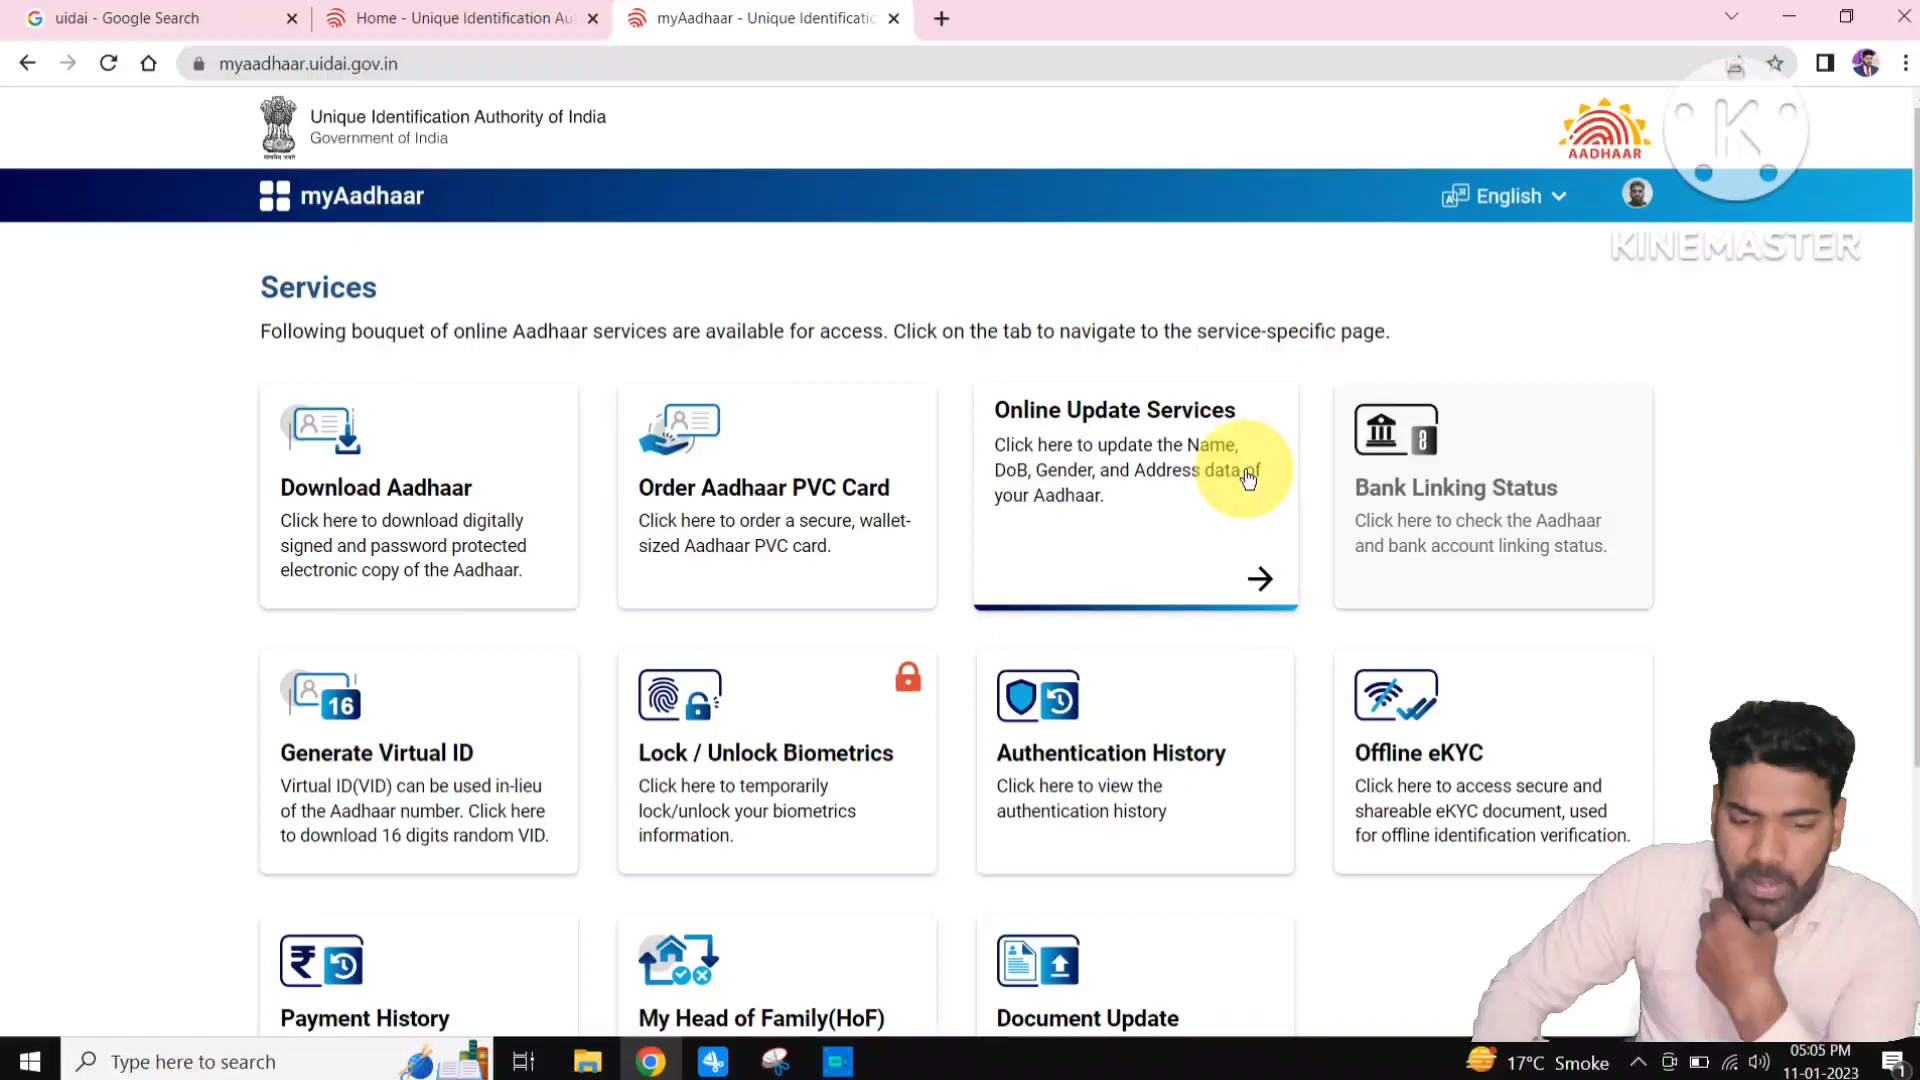 uidai - Google Search
Home - Unique Identification Au
myAadhaar - Unique Identificatic
myaadhaar.uidai.gov.in
Unique Identification Authority of India
Government of India
AADHAAR
K
myAadhaar
English
KINEMASTER
Services
Following bouquet of online Aadhaar services are available for access. Click on the tab to navigate to the service-specific page.
Download Aadhaar
Click here to download digitally
signed and password protected
electronic copy of the Aadhaar.
Order Aadhaar PVC Card
Click here to order a secure, wallet-
sized Aadhaar PVC card.
Online Update Services
Click here to update the Name,
DoB, Gender, and Address data of
your Aadhaar.
8
Bank Linking Status
Click here to check the Aadhaar
and bank account linking status.
16
Generate Virtual ID
Virtual ID(VID) can be used in-lieu
of the Aadhaar number. Click here
to download 16 digits random VID.
Lock / Unlock Biometrics
Click here to temporarily
lock/unlock your biometrics
information.
Authentication History
Click here to view the
authentication history
Offline eKYC
Click here to access secure and
shareable eKYC document, used
for offline identification verification.
₹
Payment History
My Head of Family(HoF)
Document Update
Type here to search
17°C Smoke
05:05 PM
11-01-2023
1